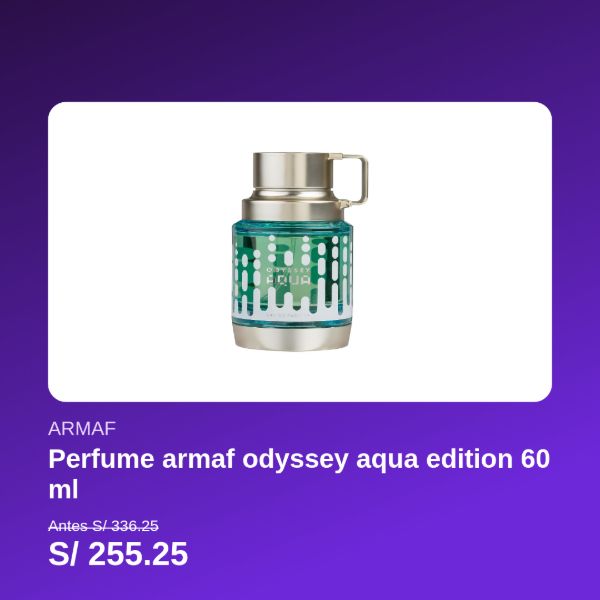 ODYSSEY
AQUA
ARMAF
Perfume armaf odyssey aqua edition 60
ml
Antes S/ 336.25
S/ 255.25